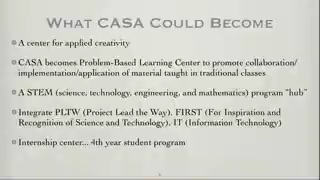 WHAT CASA COULD BECOME
A center for applied creativity
CASA becomes Problem-Based Learning Center to promote collaboration/
implementation/application of material taught in traditional classes
A STEM (science, technology, engineering, and mathematics) program "hub"
Integrate PLTW (Project Lead the Way). FIRST (For Inspiration and
Recognition of Science and Technology). IT (Information Technology)
Internship center... 4th year student program